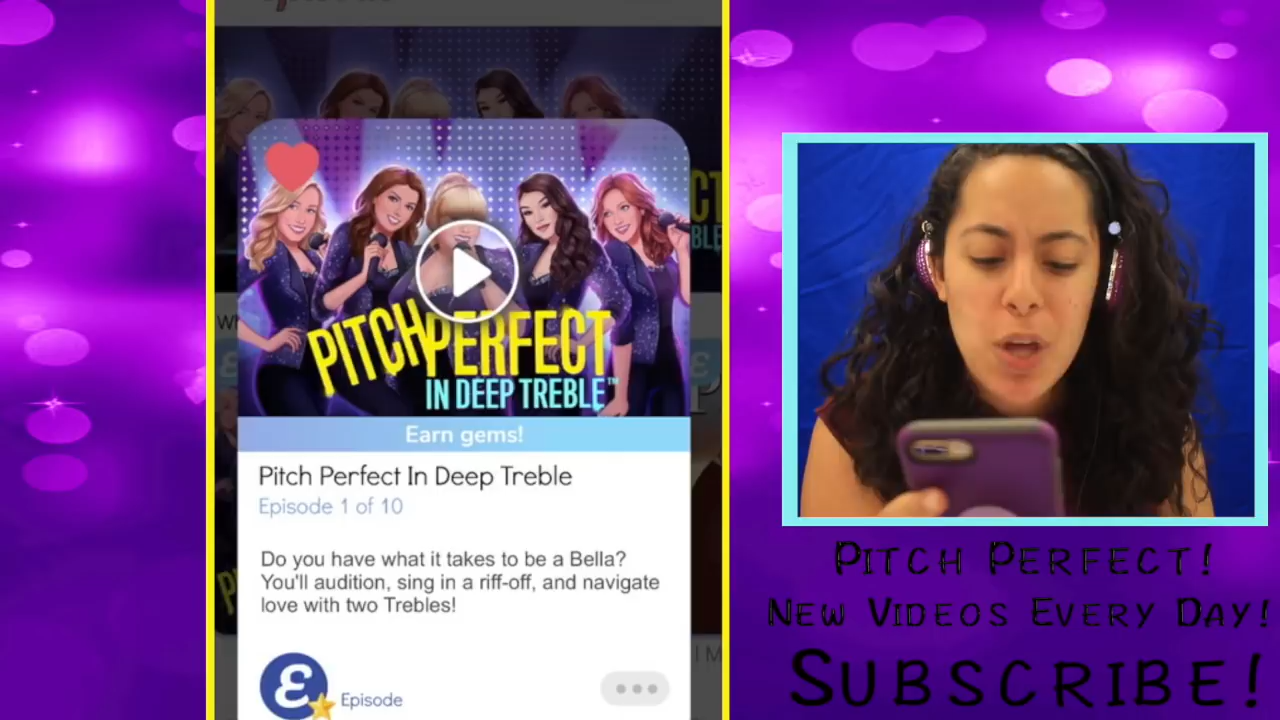 PITCH PERFECT
IN DEEP TREBLE™
Earn gems!
Pitch Perfect In Deep Treble
Episode 1 of 10
Do you have what it takes to be a Bella?
You'll audition, sing in a riff-off, and navigate
love with two Trebles!
Episode
PITCH PERFECT!
NEW VIDEOS EVERY DAY!
SUBSCRIBE!